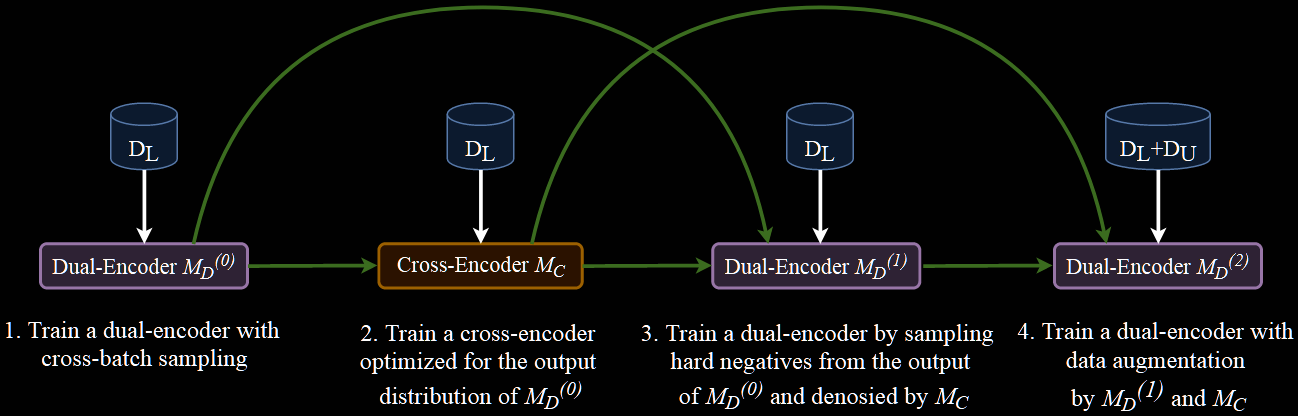 D_L
D_L
D_L
D_L+D_U
Dual-Encoder M_D^(0)
Cross-Encoder M_C
Dual-Encoder M_D^(1)
Dual-Encoder M_D^(2)
1. Train a dual-encoder with
cross-batch sampling
2. Train a cross-encoder
optimized for the output
distribution of M_D^(0)
3. Train a dual-encoder by sampling
hard negatives from the output
of M_D^(0) and denosied by M_C
4. Train a dual-encoder with
data augmentation
by M_D^(1) and M_C